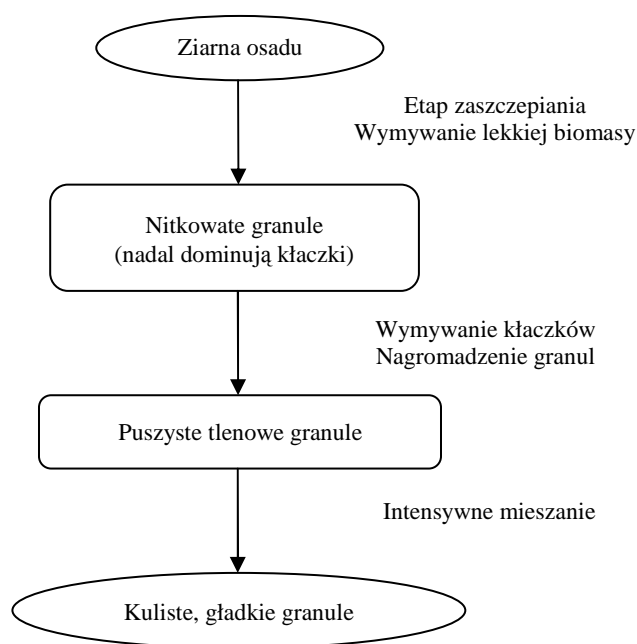 Ziarna osadu
Etap zaszczepiania
Wymywanie lekkiej biomasy
Nitkowate granule
(nadal dominują kłaczki)
Wymywanie kłaczków
Nagromadzenie granul
Puszyste tlenowe granule
Intensywne mieszanie
Kuliste, gładkie granule